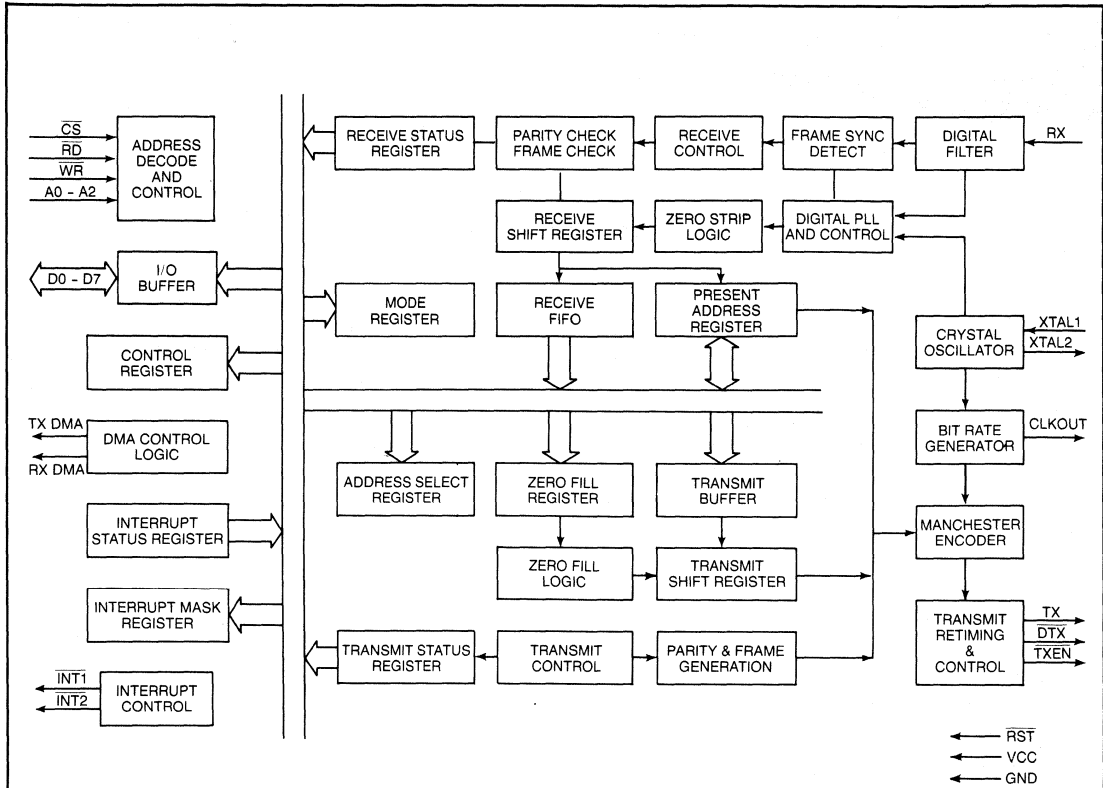 CS
RD
WR
A0 - A2
ADDRESS
DECODE
AND
CONTROL
D0 - D7
I/O
BUFFER
CONTROL
REGISTER
TX DMA
RX DMA
DMA CONTROL
LOGIC
INTERRUPT
STATUS REGISTER
INTERRUPT MASK
REGISTER
INT1
INT2
INTERRUPT
CONTROL
RECEIVE STATUS
REGISTER
PARITY CHECK
FRAME CHECK
RECEIVE
CONTROL
FRAME SYNC
DETECT
DIGITAL
FILTER
RX
RECEIVE
SHIFT REGISTER
ZERO STRIP
LOGIC
DIGITAL PLL
AND CONTROL
MODE
REGISTER
RECEIVE
FIFO
PRESENT
ADDRESS
REGISTER
CRYSTAL
OSCILLATOR
XTAL1
XTAL2
BIT RATE
GENERATOR
CLKOUT
ADDRESS SELECT
REGISTER
ZERO FILL
REGISTER
TRANSMIT
BUFFER
MANCHESTER
ENCODER
ZERO FILL
LOGIC
TRANSMIT
SHIFT REGISTER
TRANSMIT STATUS
REGISTER
TRANSMIT
CONTROL
PARITY & FRAME
GENERATION
TRANSMIT
RETIMING
&
CONTROL
TX
DTX
TXEN
RST
VCC
GND